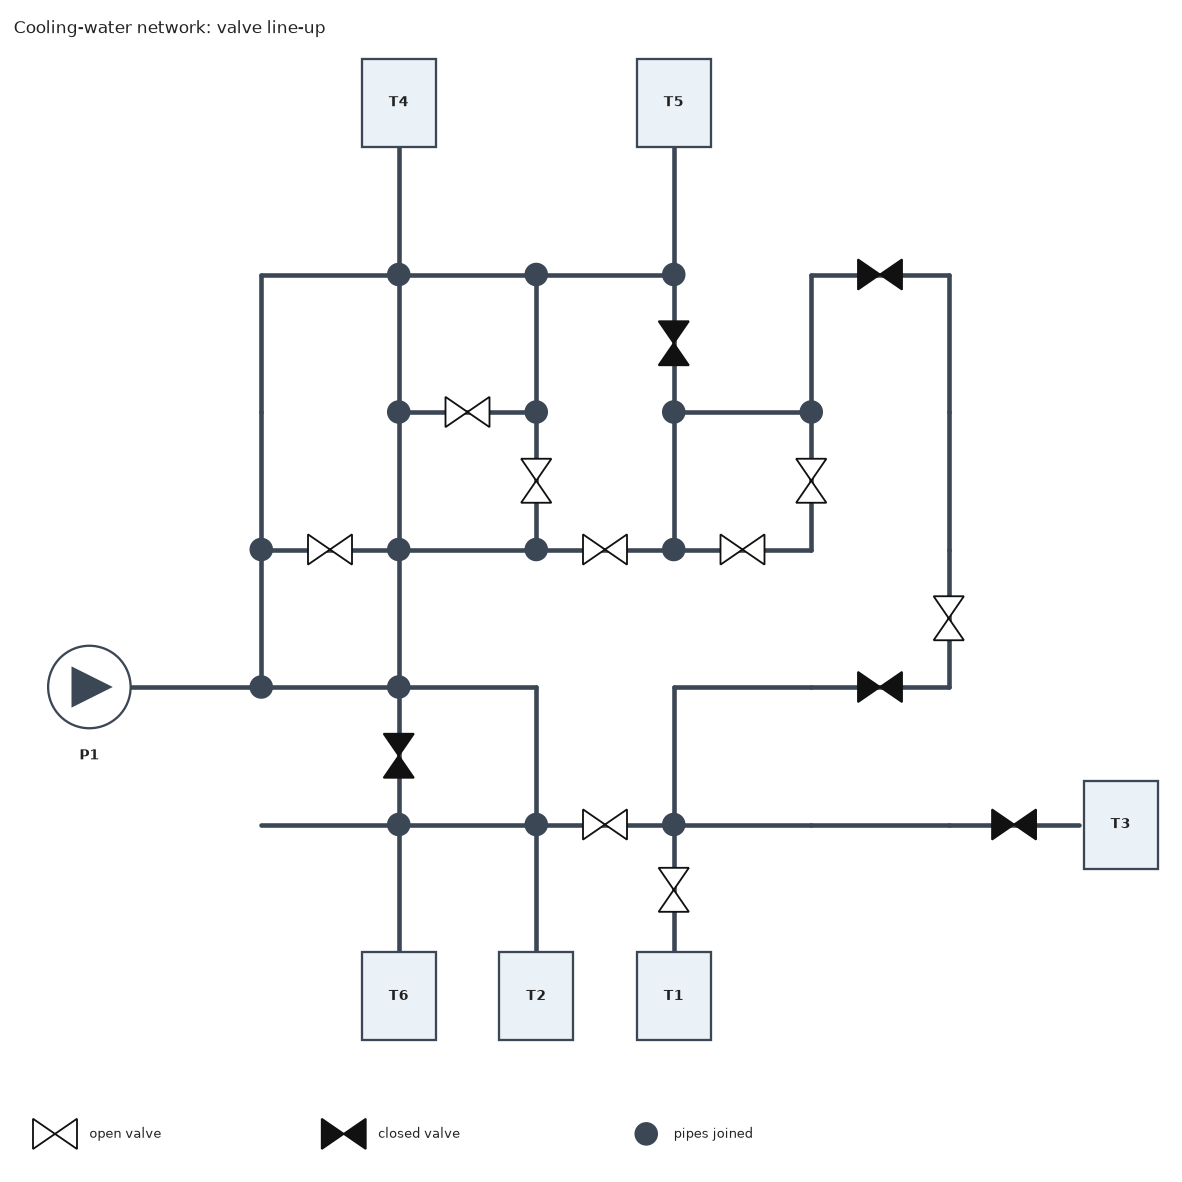 Cooling-water network: valve line-up
T4
T5
P1
T3
T6
T2
T1
open valve
closed valve
pipes joined